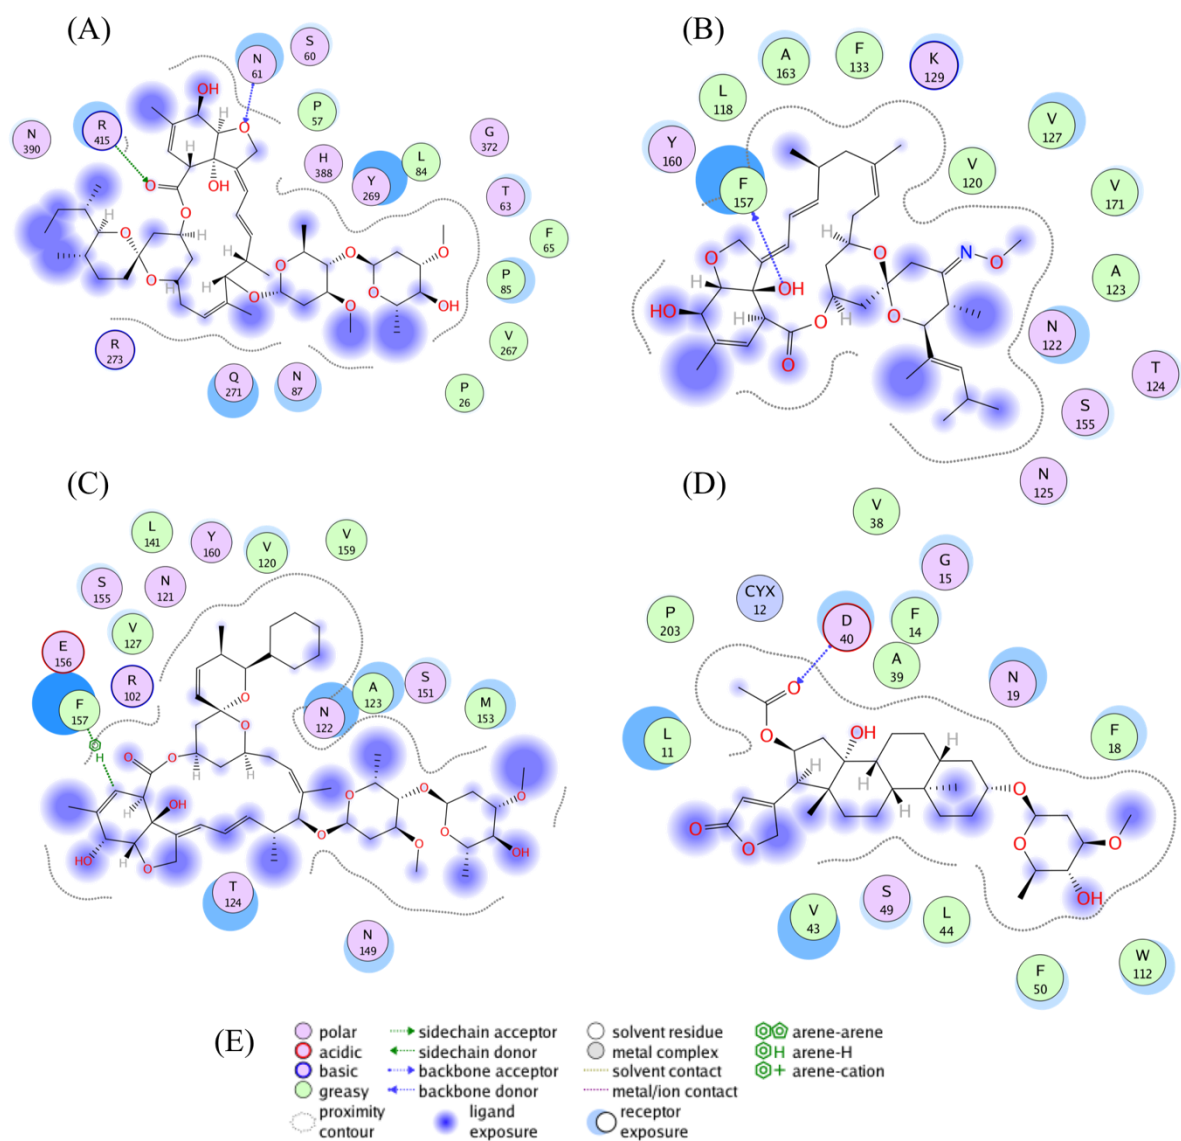 (A)
S
60
N
61
P
57
R
415
N
390
G
372
H
388
L
84
Y
269
T
63
F
65
P
85
V
267
R
273
Q
271
N
87
P
26
OH
H
O
O
OH
O
H
H
O
O
H
H
O
O
O
O
O
O
OH
(B)
A
163
F
133
K
129
L
118
V
127
Y
160
F
157
V
120
V
171
A
123
N
122
T
124
S
155
N
125
O
H
OH
HO
H
H
O
O
H
O
O
N
O
(C)
L
141
Y
160
V
120
V
159
S
155
N
121
V
127
E
156
R
102
F
157
N
122
A
123
S
151
M
153
T
124
N
149
H
O
O
O
O
H
H
H
OH
HO
H
O
O
O
O
O
O
O
OH
(D)
V
38
G
15
CYX
12
D
40
F
14
P
203
A
39
N
19
L
11
F
18
V
43
S
49
L
44
F
50
W
112
O
O
OH
H
H
H
H
O
O
O
O
O
OH
(E)
polar
acidic
basic
greasy
proximity
contour
sidechain acceptor
sidechain donor
backbone acceptor
backbone donor
ligand
exposure
solvent residue
metal complex
solvent contact
metal/ion contact
receptor
exposure
arene-arene
H arene-H
+ arene-cation